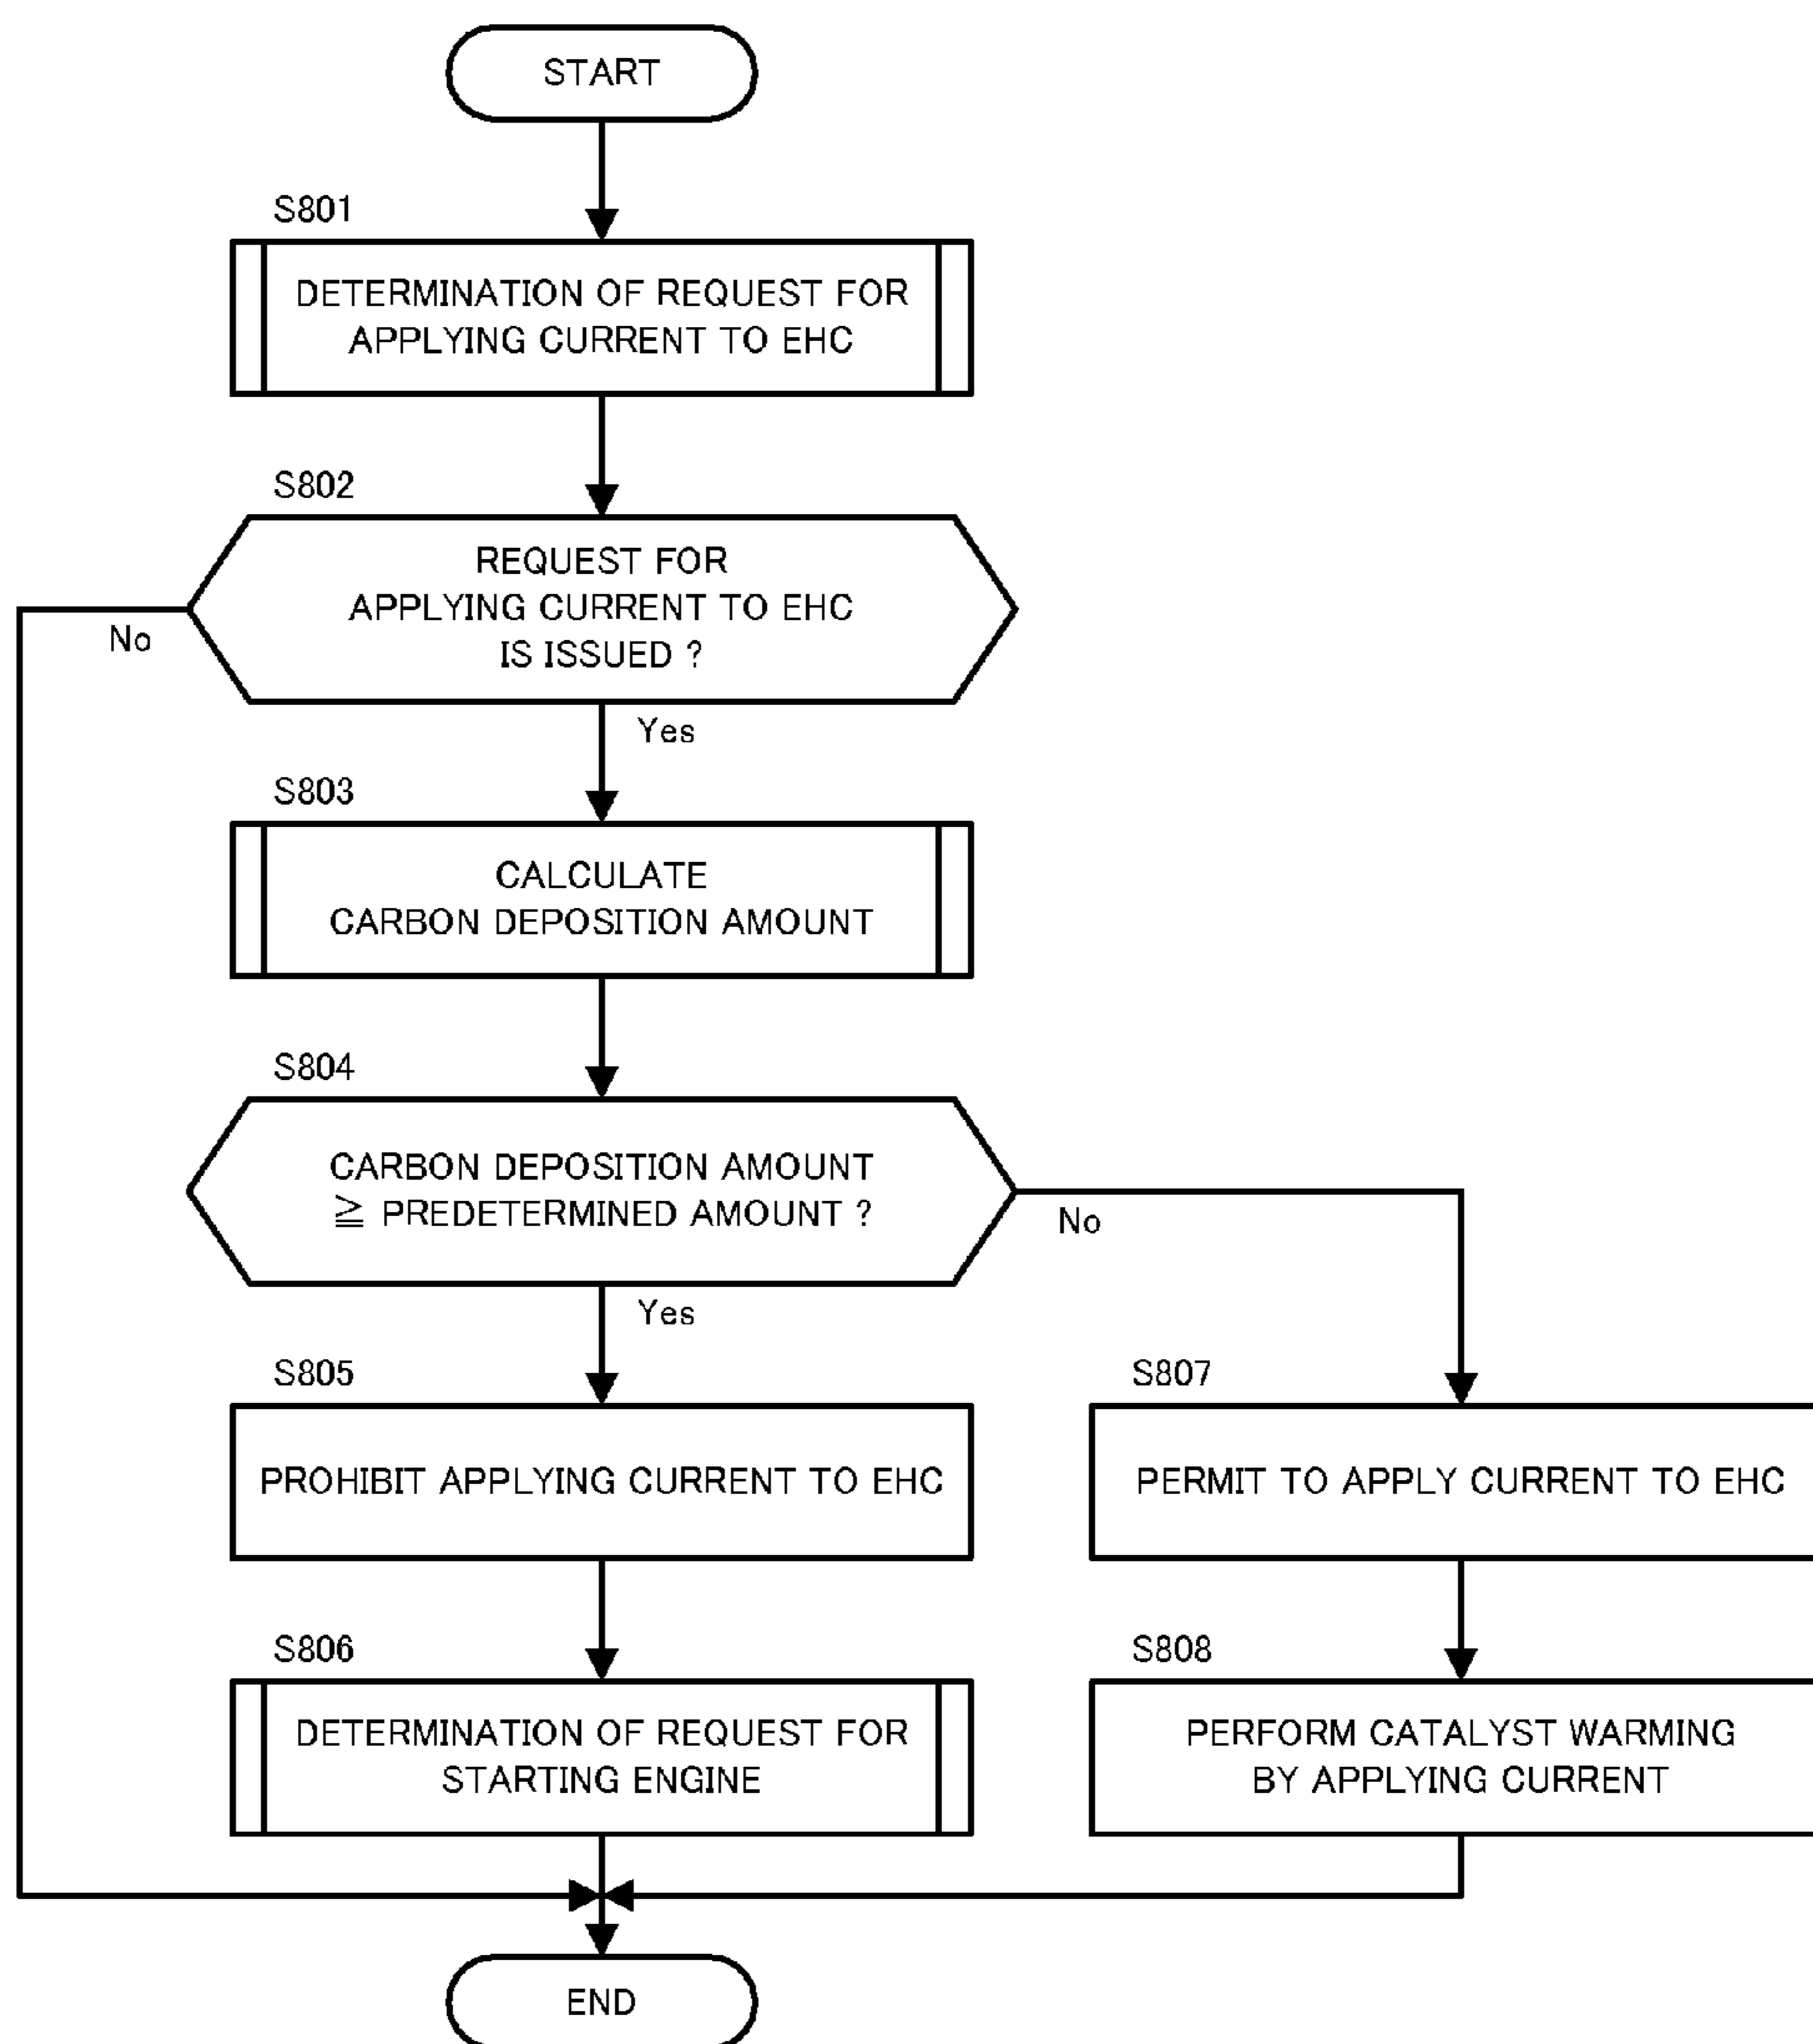 START
S801
DETERMINATION OF REQUEST FOR
APPLYING CURRENT TO EHC
S802
REQUEST FOR
APPLYING CURRENT TO EHC
IS ISSUED ?
No
Yes
S803
CALCULATE
CARBON DEPOSITION AMOUNT
S804
CARBON DEPOSITION AMOUNT
≧ PREDETERMINED AMOUNT ?
No
Yes
S805
PROHIBIT APPLYING CURRENT TO EHC
S807
PERMIT TO APPLY CURRENT TO EHC
S806
DETERMINATION OF REQUEST FOR
STARTING ENGINE
S808
PERFORM CATALYST WARMING
BY APPLYING CURRENT
END